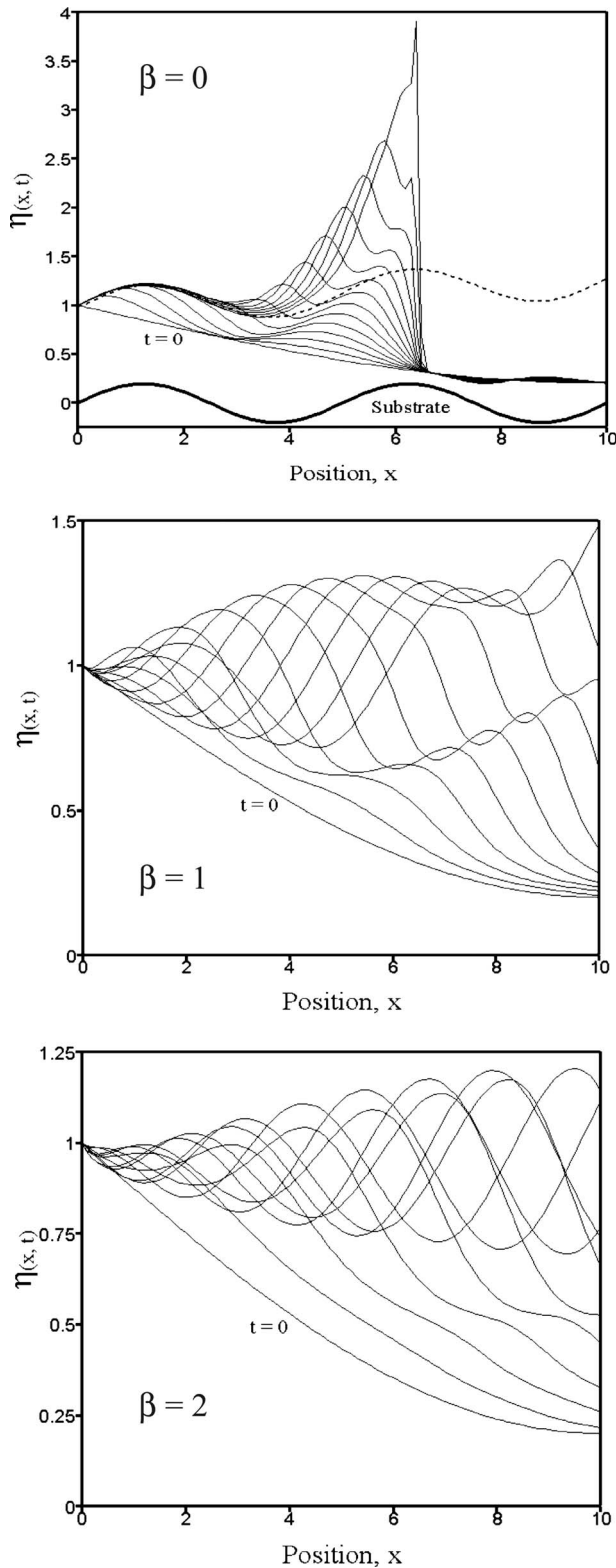 4
3.5
3
2.5
2
1.5
1
0.5
0
β = 0
η(x, t)
t = 0
Substrate
0 2 4 6 8 10
Position, x
1.5
1
0.5
0
η(x, t)
t = 0
β = 1
0 2 4 6 8 10
Position, x
1.25
1
0.75
0.5
0.25
0
η(x, t)
t = 0
β = 2
0 2 4 6 8 10
Position, x